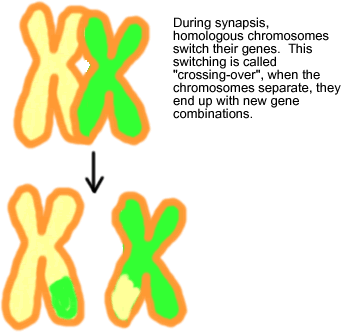 During synapsis,
homologous chromosomes
switch their genes.  This
switching is called
"crossing-over", when the
chromosomes separate, they
end up with new gene
combinations.